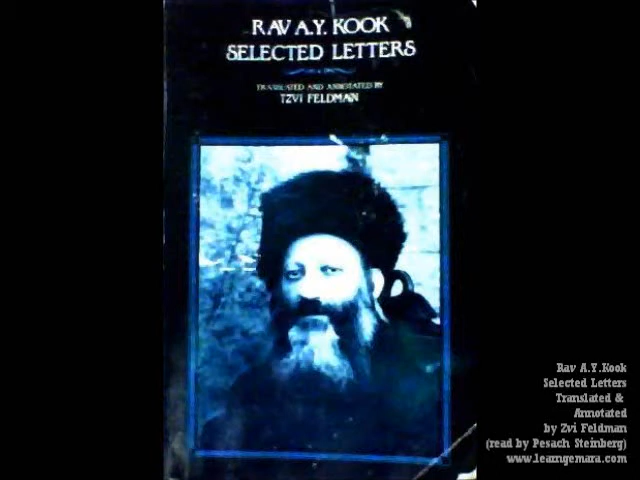 RAV A.Y. KOOK
SELECTED LETTERS
TRANSLATED AND ANNOTATED BY
TZVI FELDMAN
Rav A.Y.Kook
Selected Letters
Translated &
Annotated
by Zvi Feldman
(read by Pesach Steinberg)
www.learngemara.com